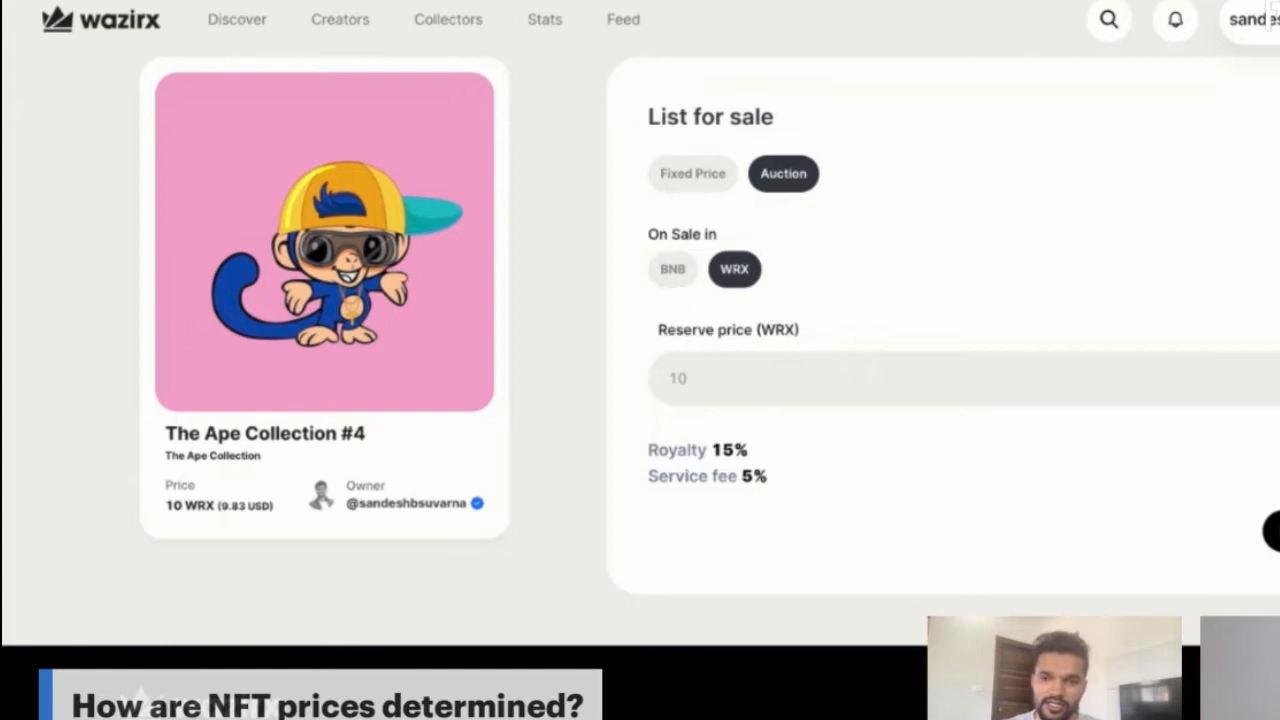 wazirx Discover Creators Collectors Stats Feed
List for sale
Fixed Price Auction
On Sale in
BNB WRX
Reserve price (WRX)
10
Royalty 15%
Service fee 5%
The Ape Collection #4
The Ape Collection
Price Owner
10 WRX (9.83 USD) @sandeshbsuvarna
How are NFT prices determined?